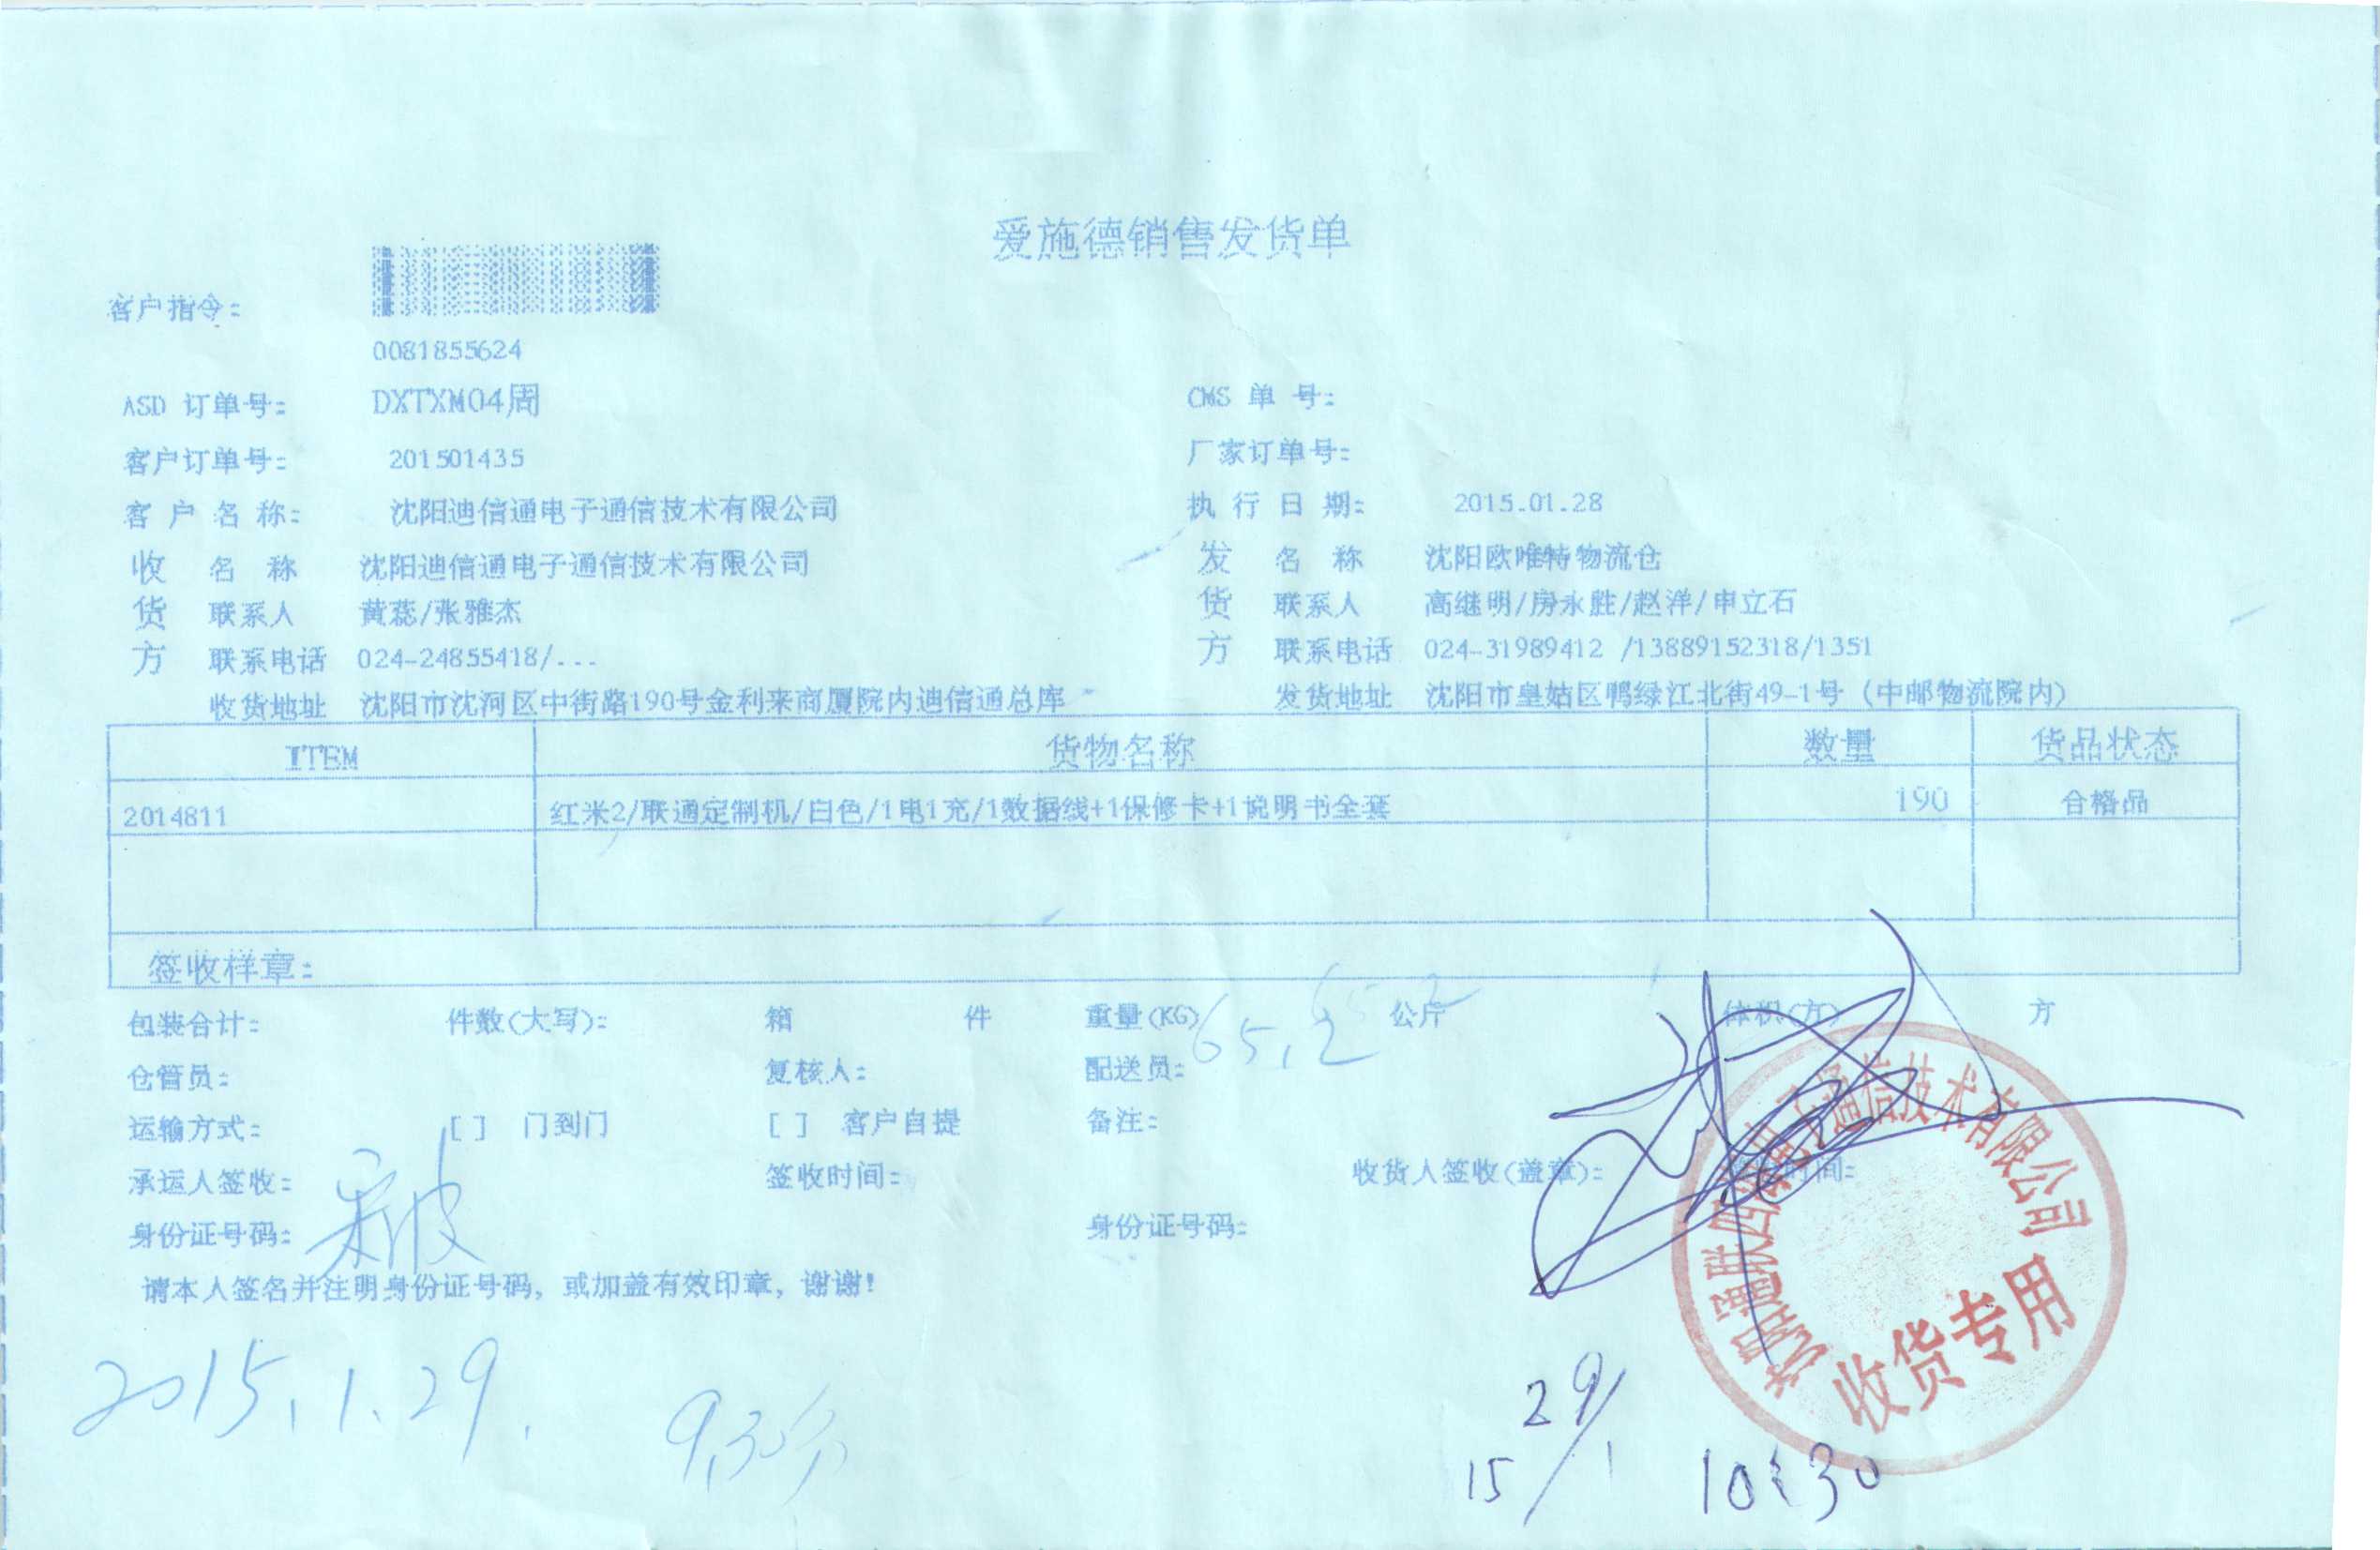 爱施德销售发货单
客户指令:
0081855624
ASD 订单号: DXTXM04周 CMS 单 号:
客户订单号: 201501435 厂家订单号:
客 户 名 称: 沈阳迪信通电子通信技术有限公司 执 行 日 期: 2015.01.28
收 名 称 沈阳迪信通电子通信技术有限公司 发 名 称 沈阳欧唯特物流仓
货 联系人 黄蕊/张雅杰 货 联系人 高继明/房永胜/赵洋/申立石
方 联系电话 024-24855418/... 方 联系电话 024-31989412 /13889152318/1351
收货地址 沈阳市沈河区中街路190号金利来商厦院内迪信通总库 发货地址 沈阳市皇姑区鸭绿江北街49-1号 (中邮物流院内)
ITEM 货物名称 数量 货品状态
2014811 红米2/联通定制机/白色/1电1充/1数据线+1保修卡+1说明书全套 190 合格品
签收样章:
包装合计: 件数(大写): 箱 件 重量(KG) 65.2 公斤 体积(方) 方
仓管员: 复核人: 配送员:
运输方式: [ ] 门到门 [ ] 客户自提 备注:
承运人签收: 签收时间: 收货人签收(盖章): 时间:
身份证号码: 身份证号码:
请本人签名并注明身份证号码, 或加盖有效印章, 谢谢!
2015.1.29. 9.30分
15 29/1 10:30
通信技术有限公司
收货专用